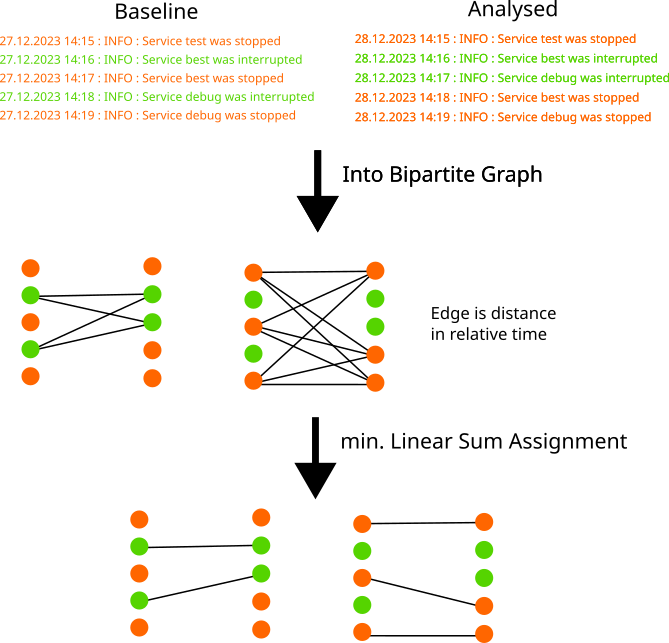 Baseline
27.12.2023 14:15 : INFO : Service test was stopped
27.12.2023 14:16 : INFO : Service best was interrupted
27.12.2023 14:17 : INFO : Service best was stopped
27.12.2023 14:18 : INFO : Service debug was interrupted
27.12.2023 14:19 : INFO : Service debug was stopped
Analysed
28.12.2023 14:15 : INFO : Service test was stopped
28.12.2023 14:16 : INFO : Service best was interrupted
28.12.2023 14:17 : INFO : Service debug was interrupted
28.12.2023 14:18 : INFO : Service best was stopped
28.12.2023 14:19 : INFO : Service debug was stopped
Into Bipartite Graph
Edge is distance
in relative time
min. Linear Sum Assignment